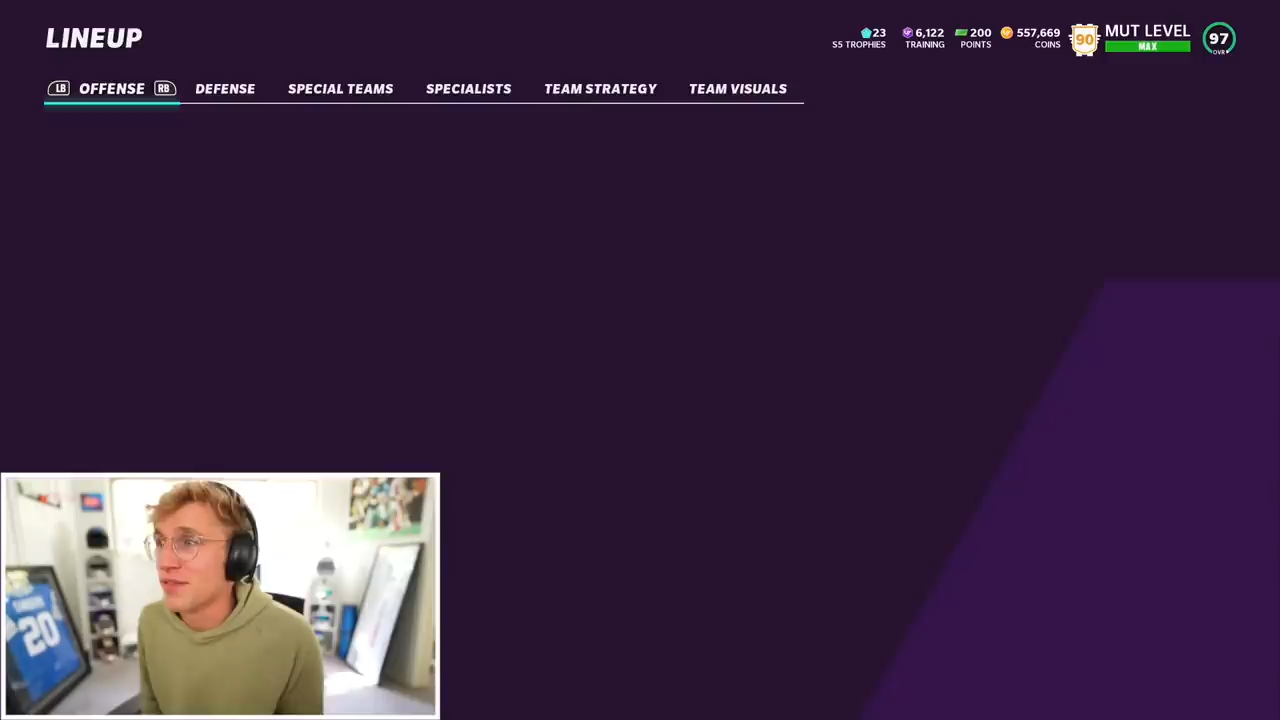 LINEUP
23
S5 TROPHIES
6,122
TRAINING
200
POINTS
557,669
COINS
90
MUT LEVEL
MAX
97
OVR
LB OFFENSE RB DEFENSE SPECIAL TEAMS SPECIALISTS TEAM STRATEGY TEAM VISUALS
20